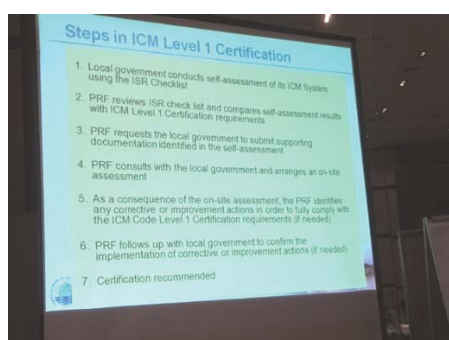 Steps in ICM Level 1 Certification
1. Local government conducts self-assessment of its ICM System
using the ISR Checklist
2. PRF reviews ISR check list and compares self-assessment results
with ICM Level 1 Certification requirements
3. PRF requests the local government to submit supporting
documentation identified in the self-assessment
4. PRF consults with the local government and arranges an on-site
assessment
5. As a consequence of the on-site assessment, the PRF identifies
any corrective or improvement actions in order to fully comply with
the ICM Code Level 1 Certification requirements (if needed)
6. PRF follows up with local government to confirm the
implementation of corrective or improvement actions (if needed)
7. Certification recommended